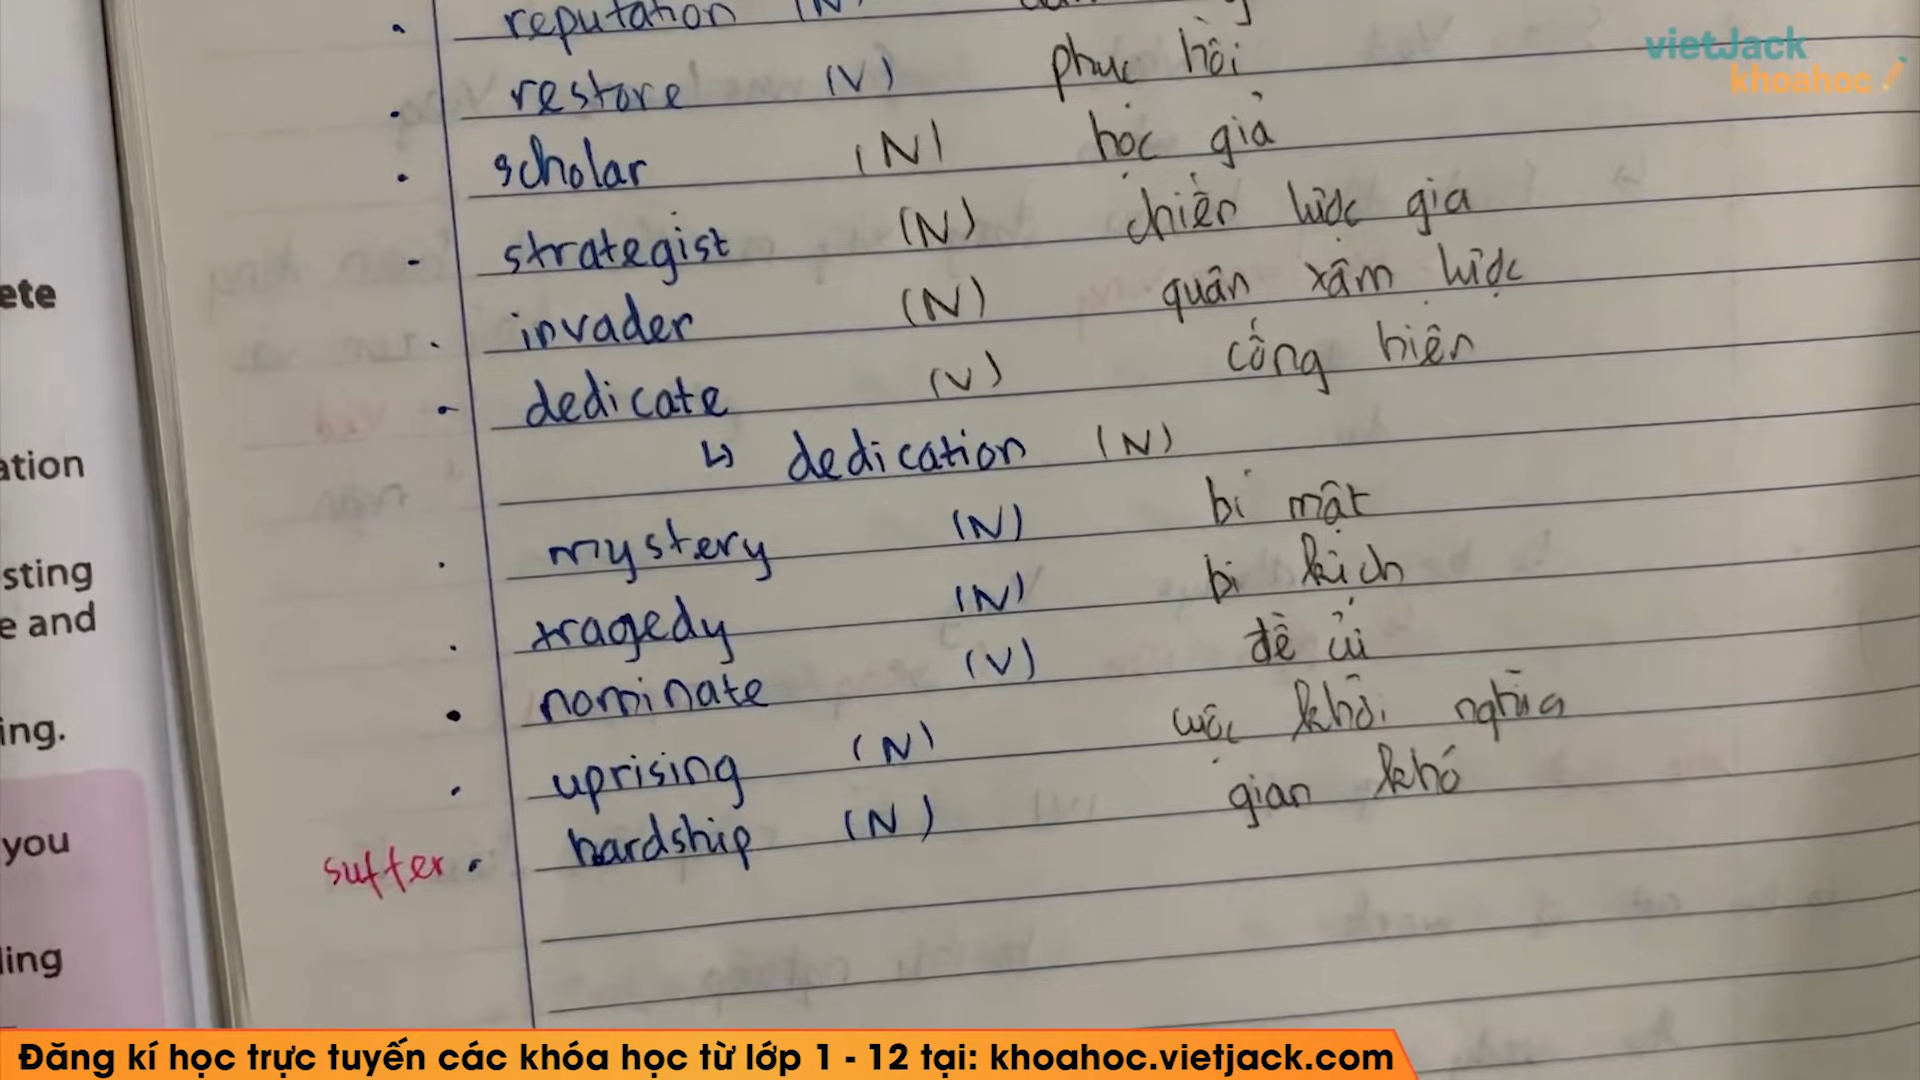 reputation (N)
restore (V) phục hồi
scholar (N) học giả
strategist (N) chiến lược gia
invader (N) quân xâm lược
dedicate (V) cống hiến
↳ dedication (N)
mystery (N) bí mật
tragedy (N) bi kịch
nominate (V) đề cử
uprising (N) cuộc khởi nghĩa
suffer hardship (N) gian khó
ete
ation
sting
e and
ing.
you
ling
vietJack
khoahoc
Đăng kí học trực tuyến các khóa học từ lớp 1 - 12 tại: khoahoc.vietjack.com